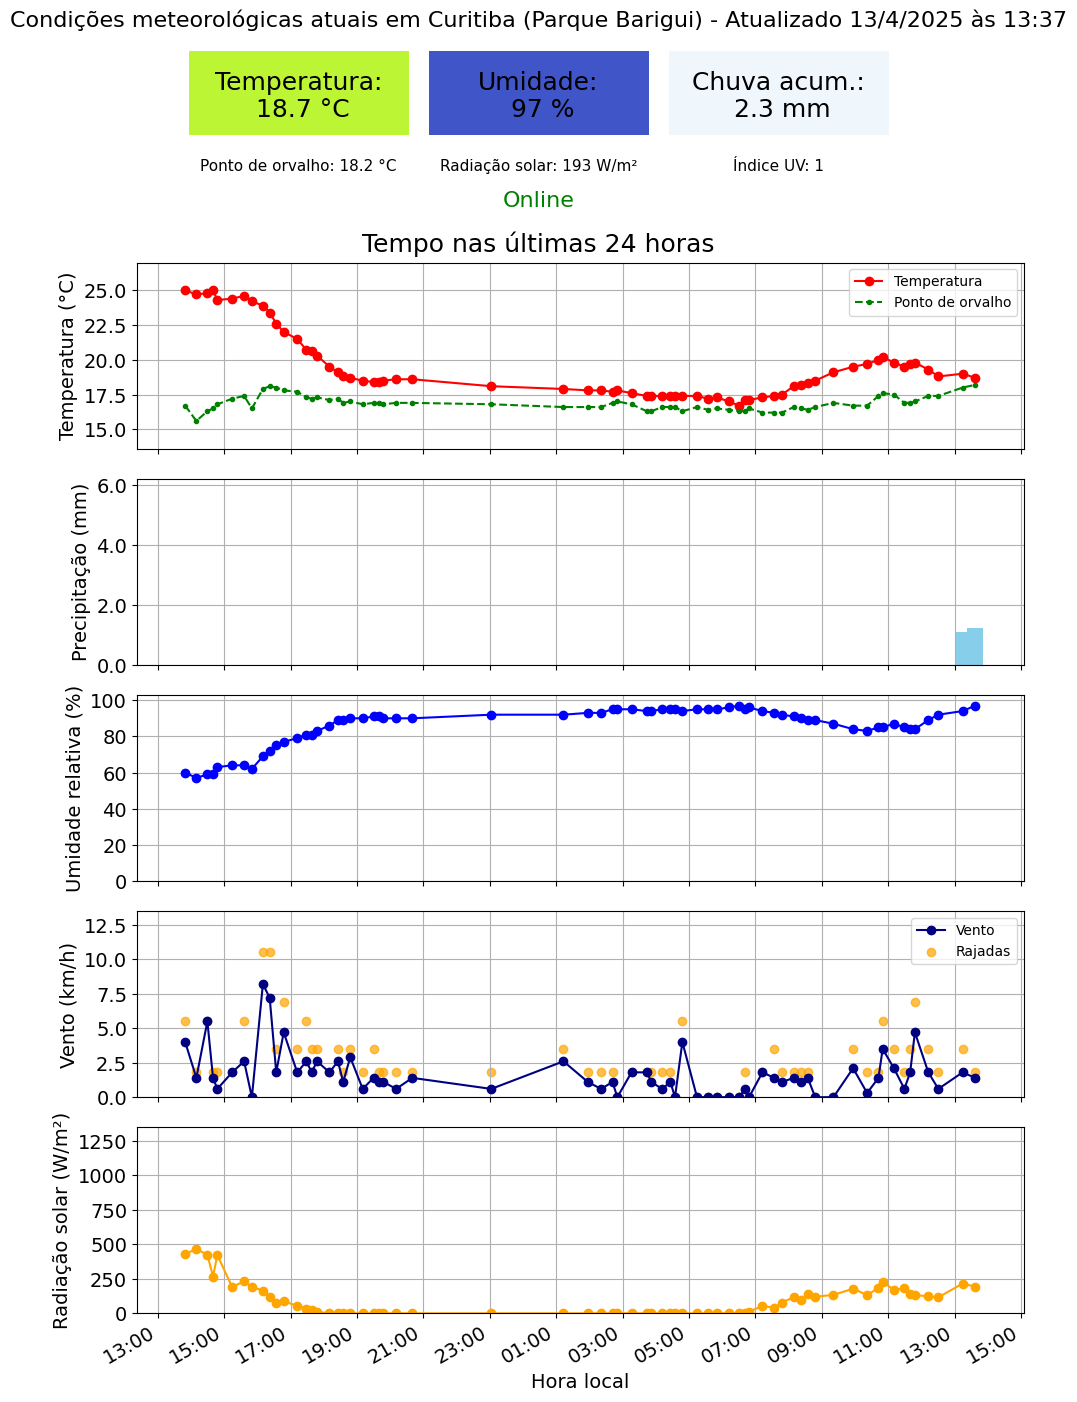 Condições meteorológicas atuais em Curitiba (Parque Barigui) - Atualizado 13/4/2025 às 13:37
Temperatura:
18.7 °C
Umidade:
97 %
Chuva acum.:
2.3 mm
Ponto de orvalho: 18.2 °C
Radiação solar: 193 W/m²
Índice UV: 1
Online
Tempo nas últimas 24 horas
Temperatura (°C)
25.0
22.5
20.0
17.5
15.0
Temperatura
Ponto de orvalho
Precipitação (mm)
6.0
4.0
2.0
0.0
Umidade relativa (%)
100
80
60
40
20
0
Vento (km/h)
12.5
10.0
7.5
5.0
2.5
0.0
Vento
Rajadas
Radiação solar (W/m²)
1250
1000
750
500
250
0
13:00
15:00
17:00
19:00
21:00
23:00
01:00
03:00
05:00
07:00
09:00
11:00
13:00
15:00
Hora local